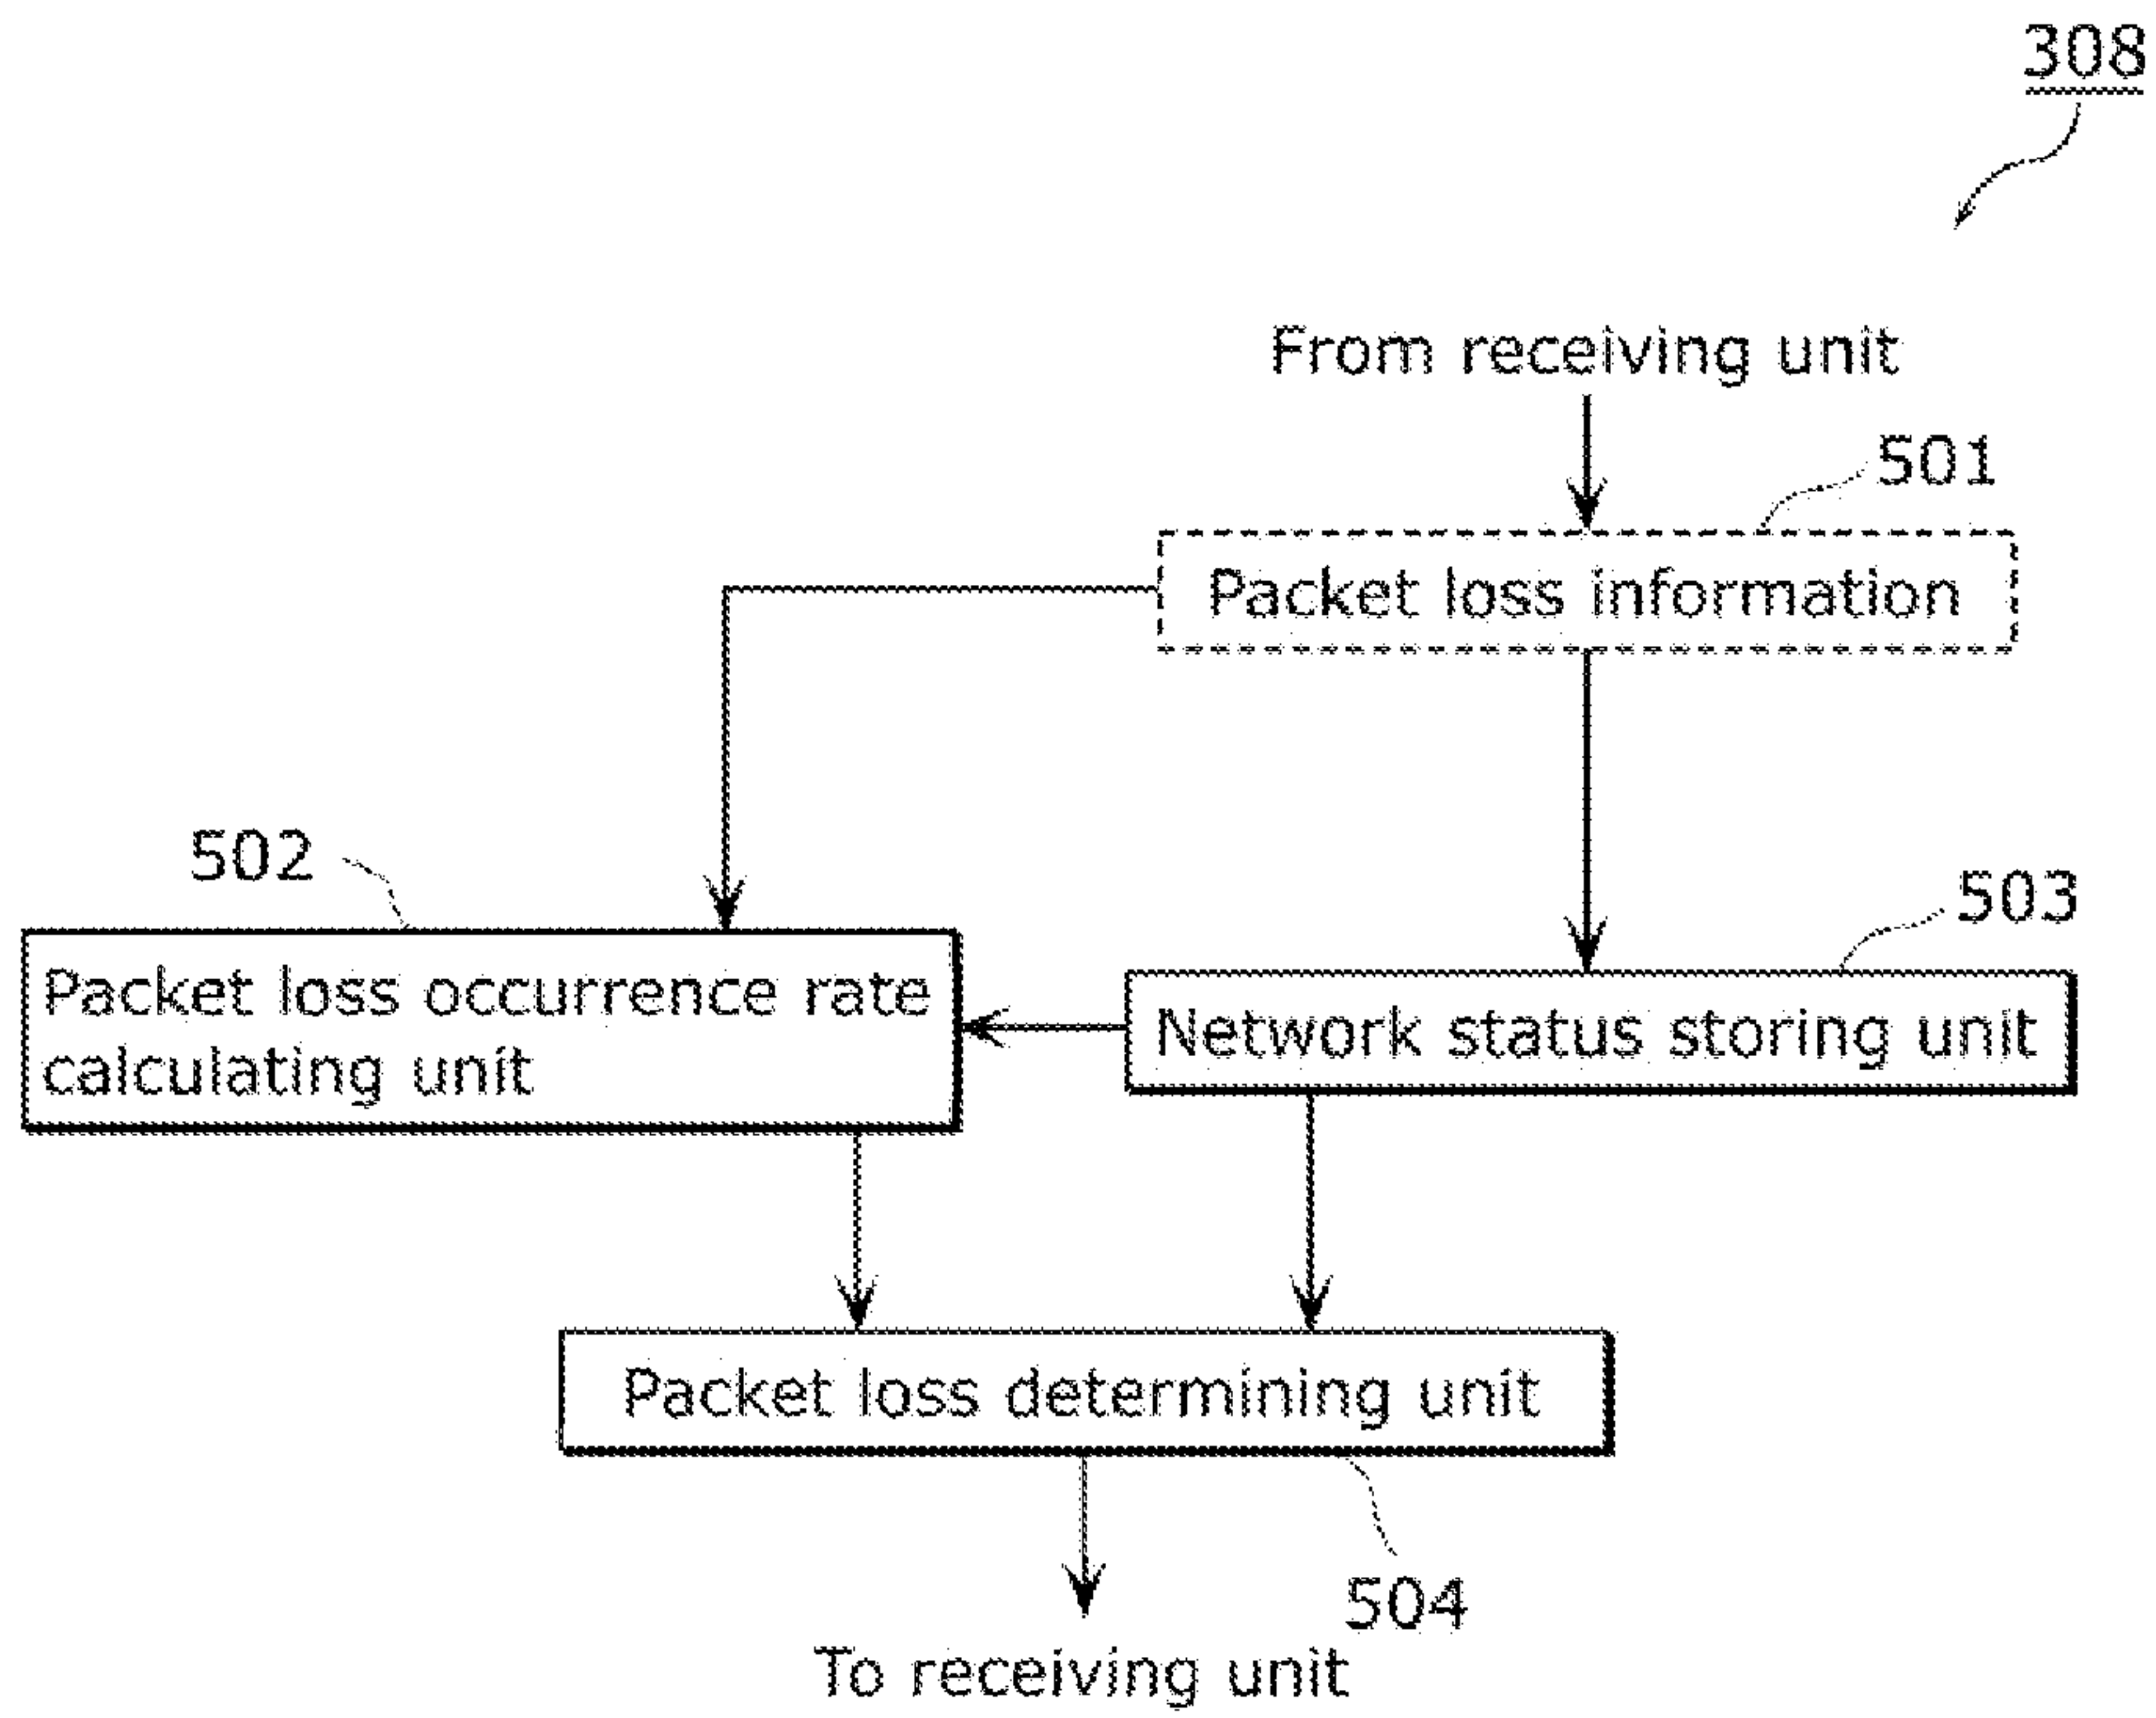 308
From receiving unit
501
Packet loss information
502
503
Packet loss occurrence rate
calculating unit
Network status storing unit
Packet loss determining unit
504
To receiving unit